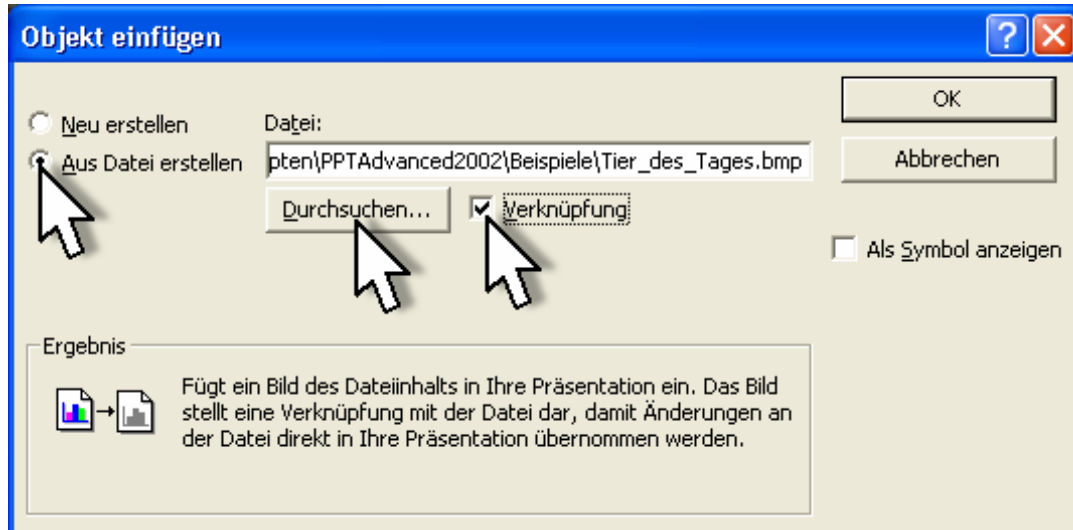 Objekt einfügen
OK
Neu erstellen
Datei:
Aus Datei erstellen
pten\PPTAdvanced2002\Beispiele\Tier_des_Tages.bmp
Abbrechen
Durchsuchen...
Verknüpfung
Als Symbol anzeigen
Ergebnis
Fügt ein Bild des Dateiinhalts in Ihre Präsentation ein. Das Bild
stellt eine Verknüpfung mit der Datei dar, damit Änderungen an
der Datei direkt in Ihre Präsentation übernommen werden.